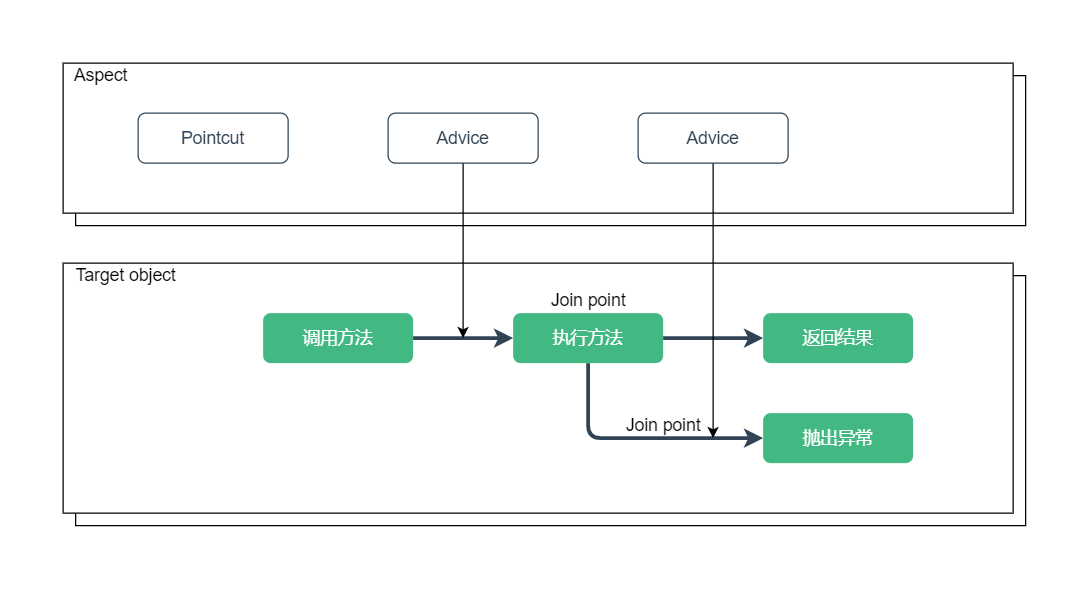 Aspect
Pointcut
Advice
Advice
Target object
Join point
调用方法
执行方法
返回结果
Join point
抛出异常